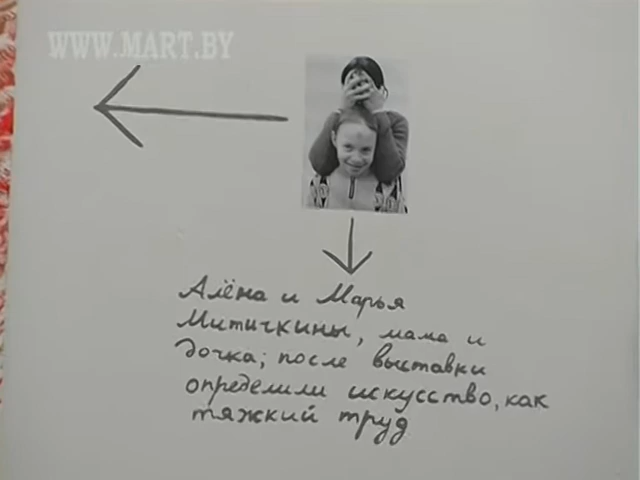 WWW.MART.BY
Алёна и Марья
Митичкины, мама и
дочка; после выставки
определили искусство, как
тяжкий труд